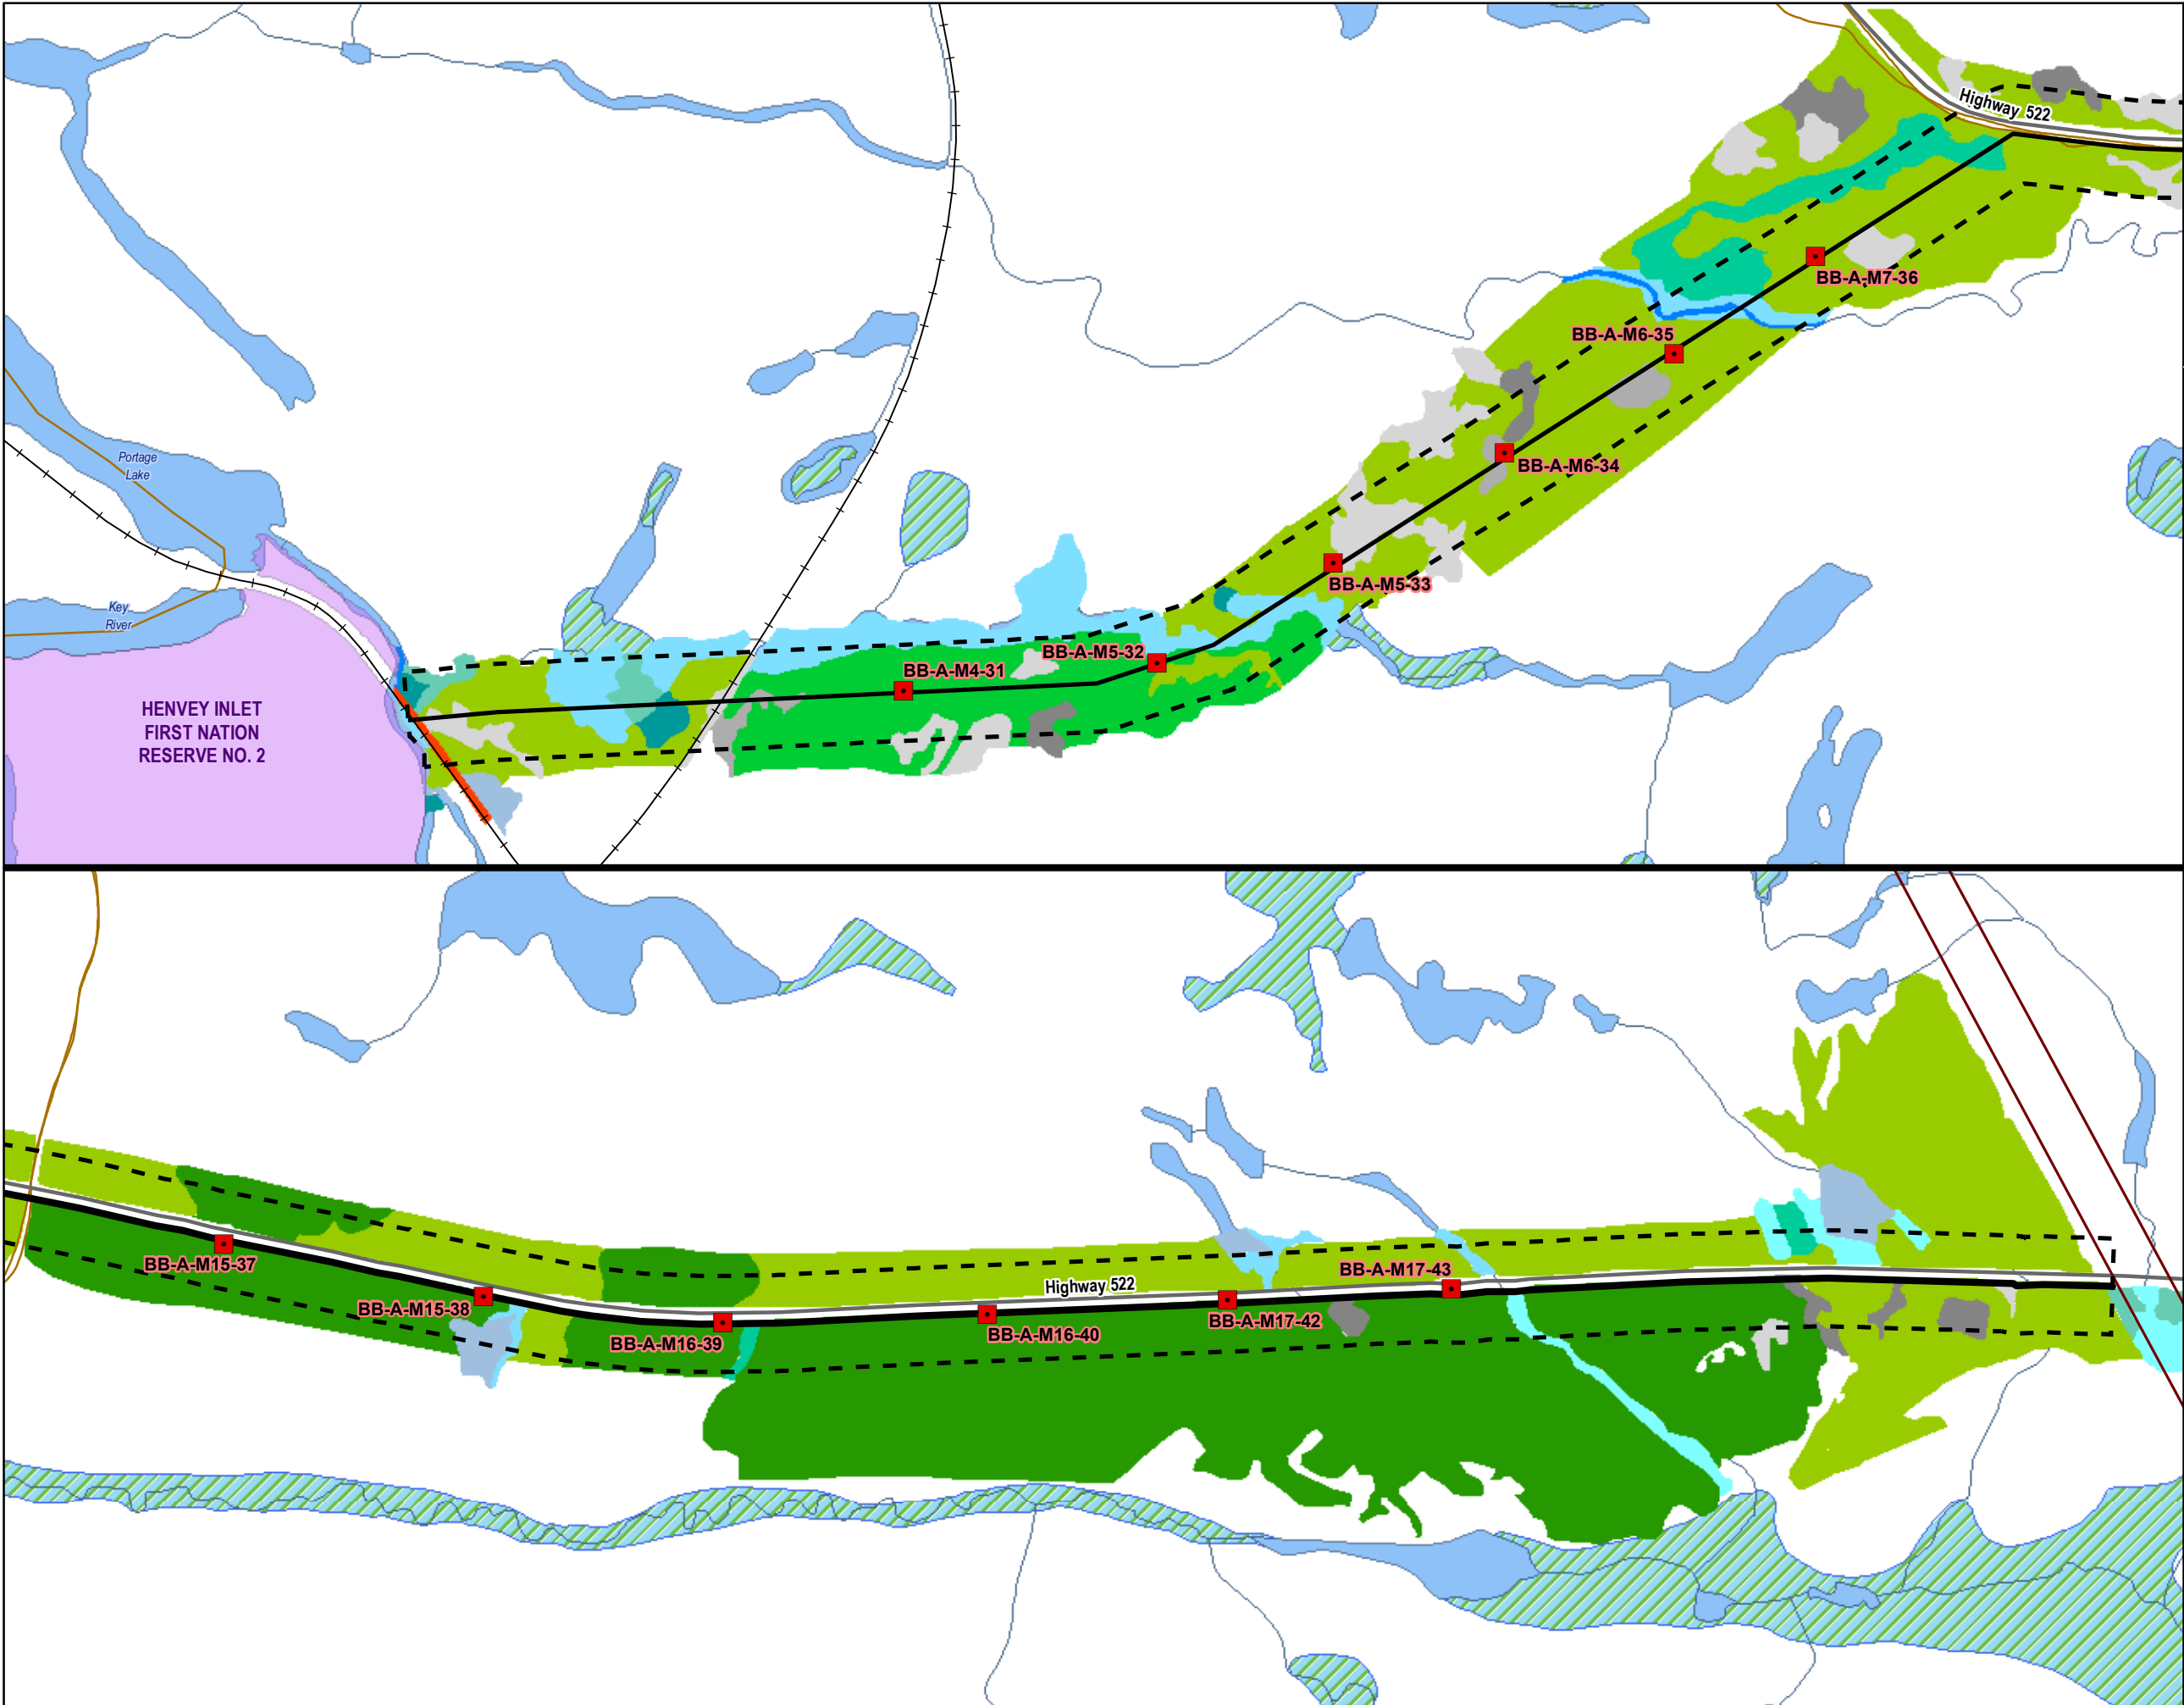 Highway 522
BB-A-M7-36
BB-A-M6-35
Portage
Lake
BB-A-M6-34
BB-A-M5-33
Key
River
BB-A-M5-32
BB-A-M4-31
HENVEY INLET
FIRST NATION
RESERVE NO. 2
BB-A-M15-37
BB-A-M17-43
Highway 522
BB-A-M15-38
BB-A-M17-42
BB-A-M16-40
BB-A-M16-39